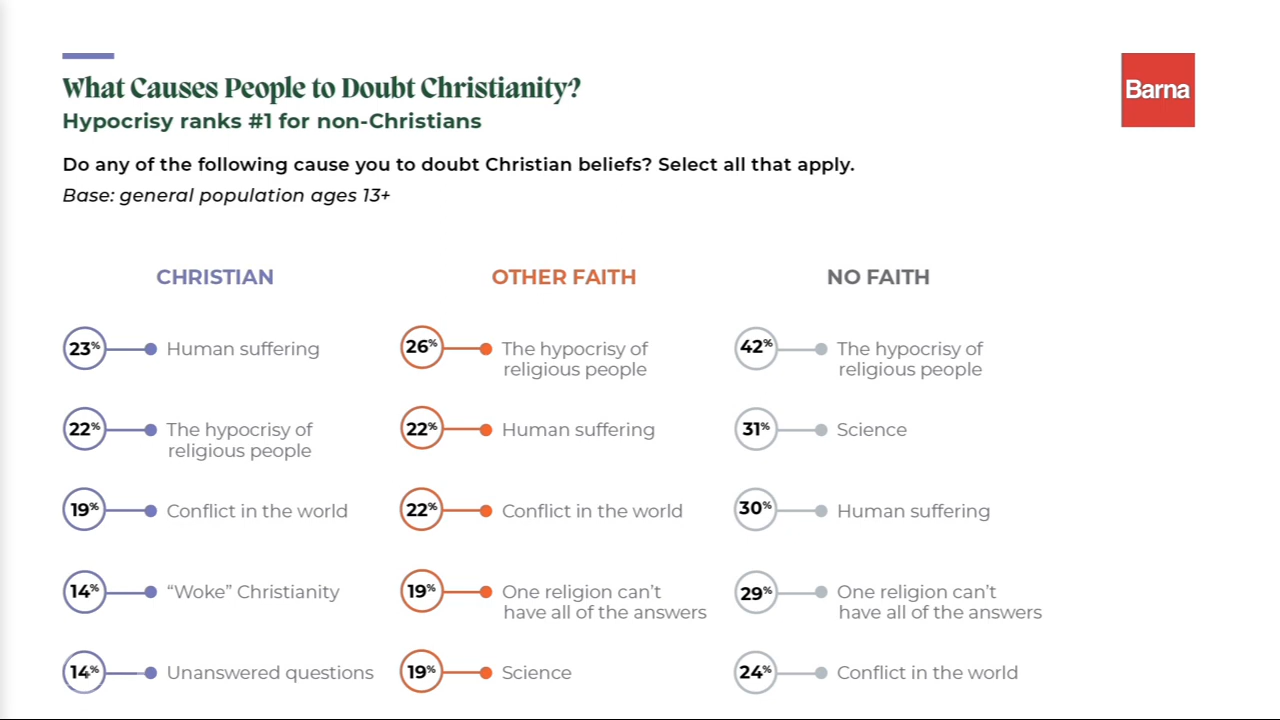 What Causes People to Doubt Christianity?
Hypocrisy ranks #1 for non-Christians
Barna
Do any of the following cause you to doubt Christian beliefs? Select all that apply.
Base: general population ages 13+
CHRISTIAN
23% Human suffering
22% The hypocrisy of
religious people
19% Conflict in the world
14% “Woke” Christianity
14% Unanswered questions
OTHER FAITH
26% The hypocrisy of
religious people
22% Human suffering
22% Conflict in the world
19% One religion can’t
have all of the answers
19% Science
NO FAITH
42% The hypocrisy of
religious people
31% Science
30% Human suffering
29% One religion can’t
have all of the answers
24% Conflict in the world